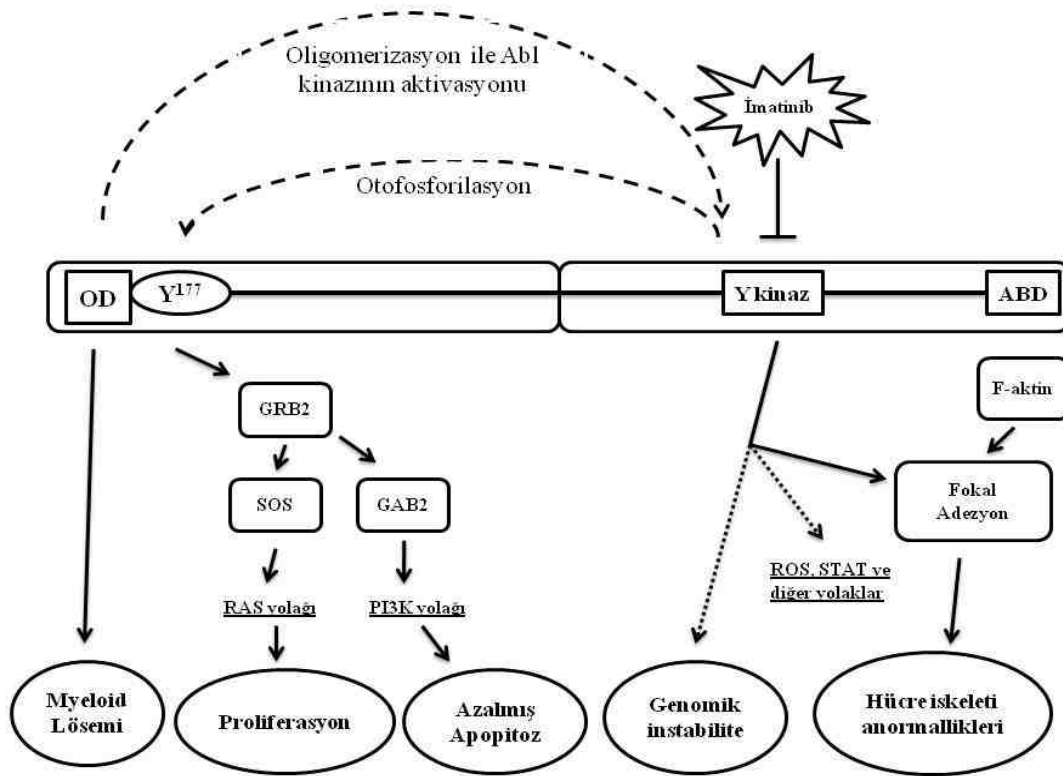 Oligomerizasyon ile Abl
kinazının aktivasyonu
İmatinib
Otofosforilasyon
OD
Y177
Y kinaz
ABD
F-aktin
GRB2
SOS
GAB2
Fokal
Adezyon
ROS, STAT ve
diğer yolaklar
RAS yolağı
PI3K yolağı
Myeloid
Lösemi
Proliferasyon
Azalmış
Apopitoz
Genomik
instabilite
Hücre iskeleti
anormallikleri